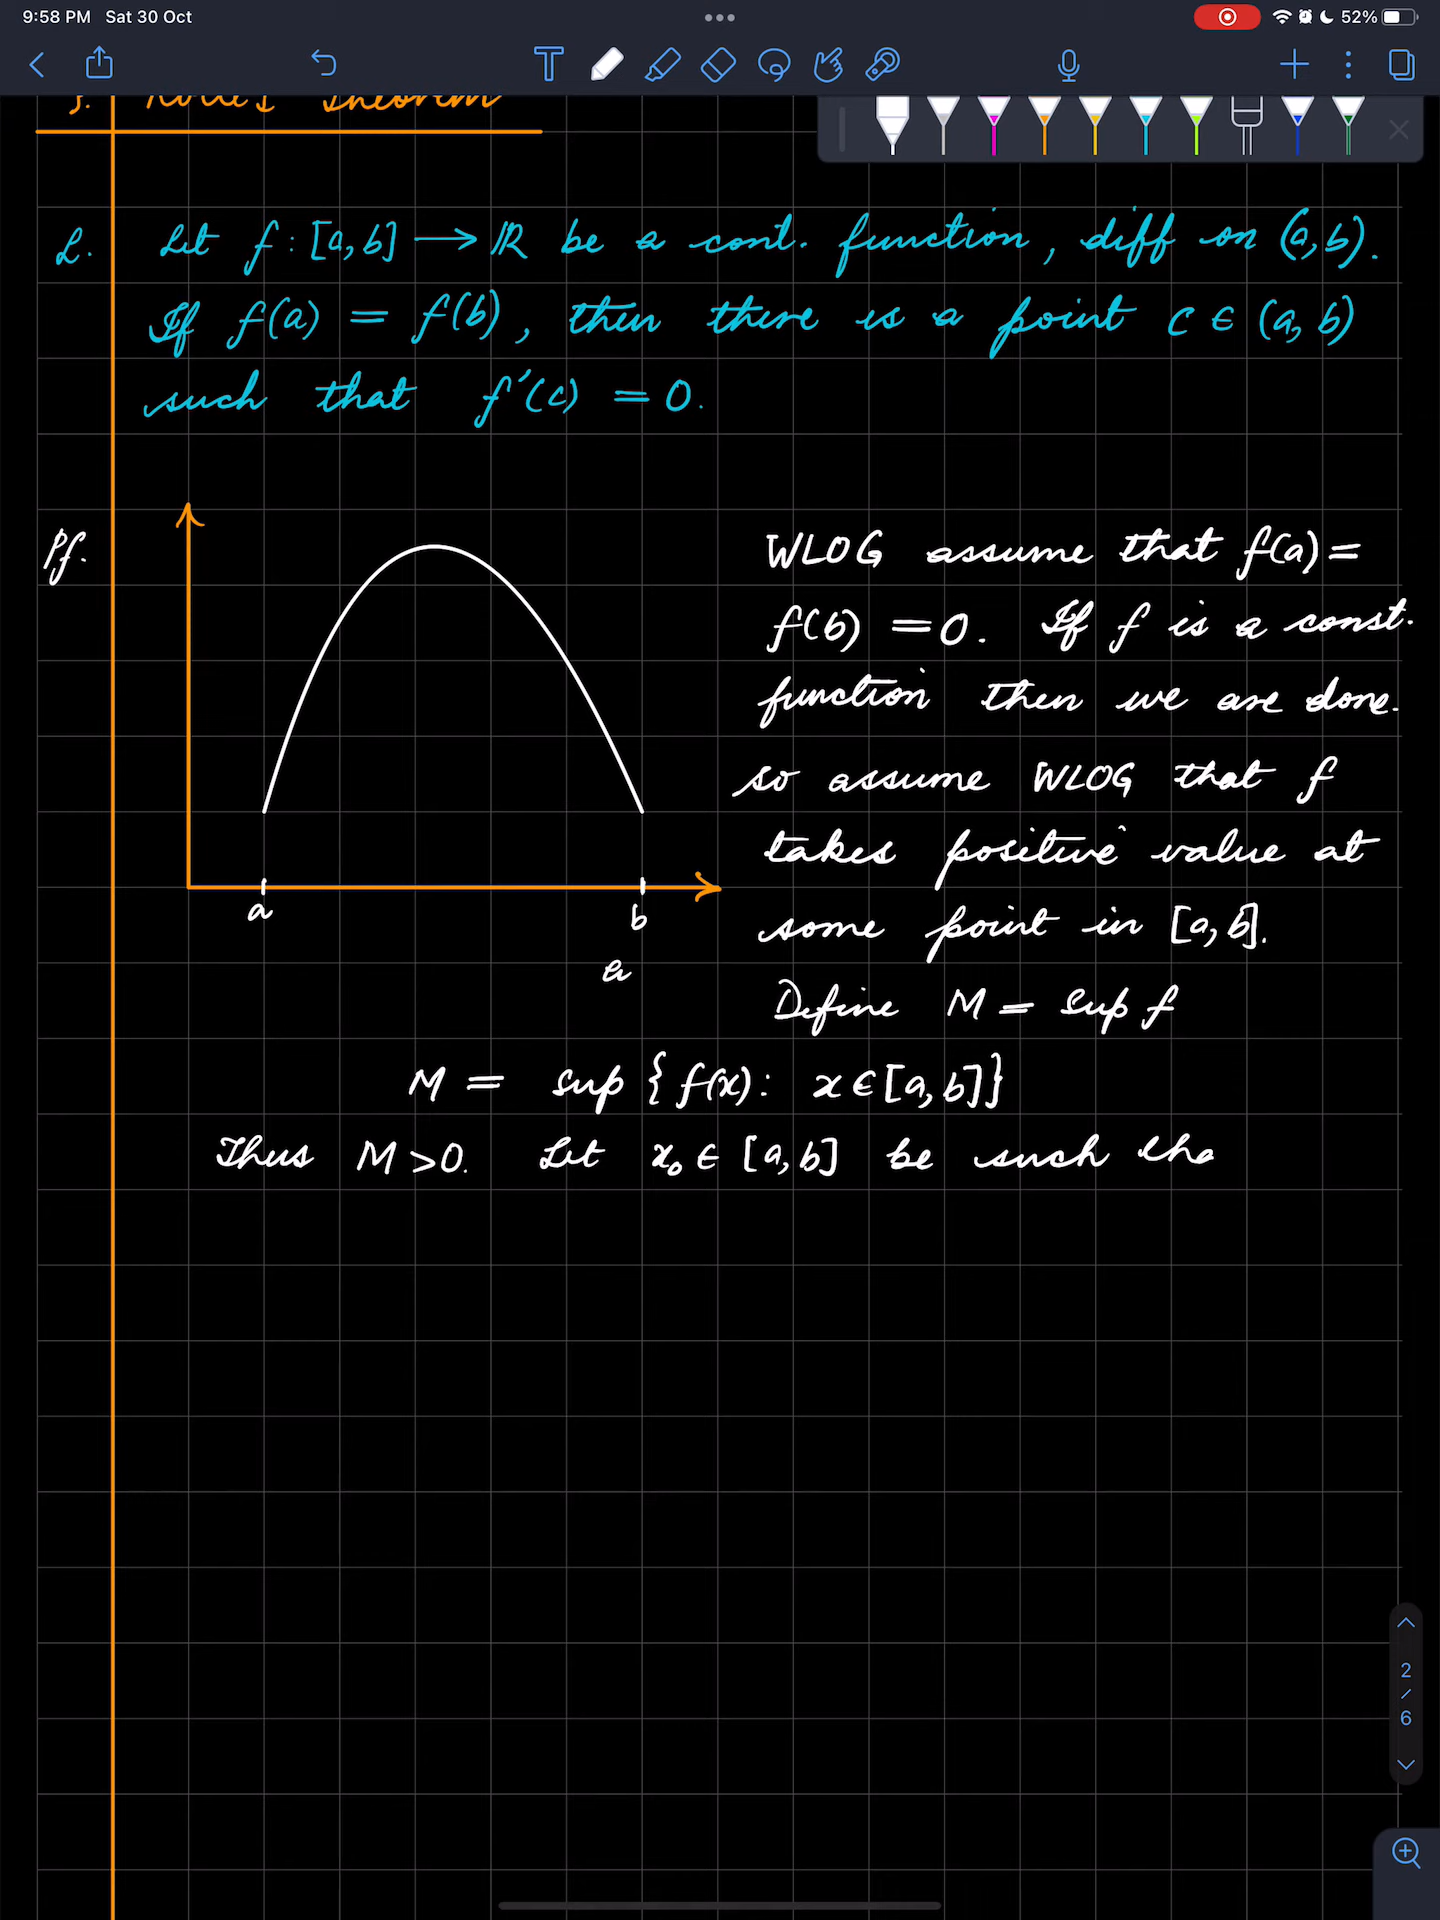 9:58 PM Sat 30 Oct
52%
Rolle's Theorem
L. Let f : [a,b] → ℝ be a cont. function, diff on (a,b).
If f(a) = f(b), then there is a point c ∈ (a,b)
such that f'(c) = 0.
Pf.
WLOG assume that f(a) =
f(b) = 0. If f is a const.
function then we are done.
so assume WLOG that f
takes positive value at
some point in [a,b].
a
b
a
Define M = sup f
M = sup { f(x) : x ∈ [a,b] }
Thus M > 0. Let x₀ ∈ [a,b] be such tha
2
/
6